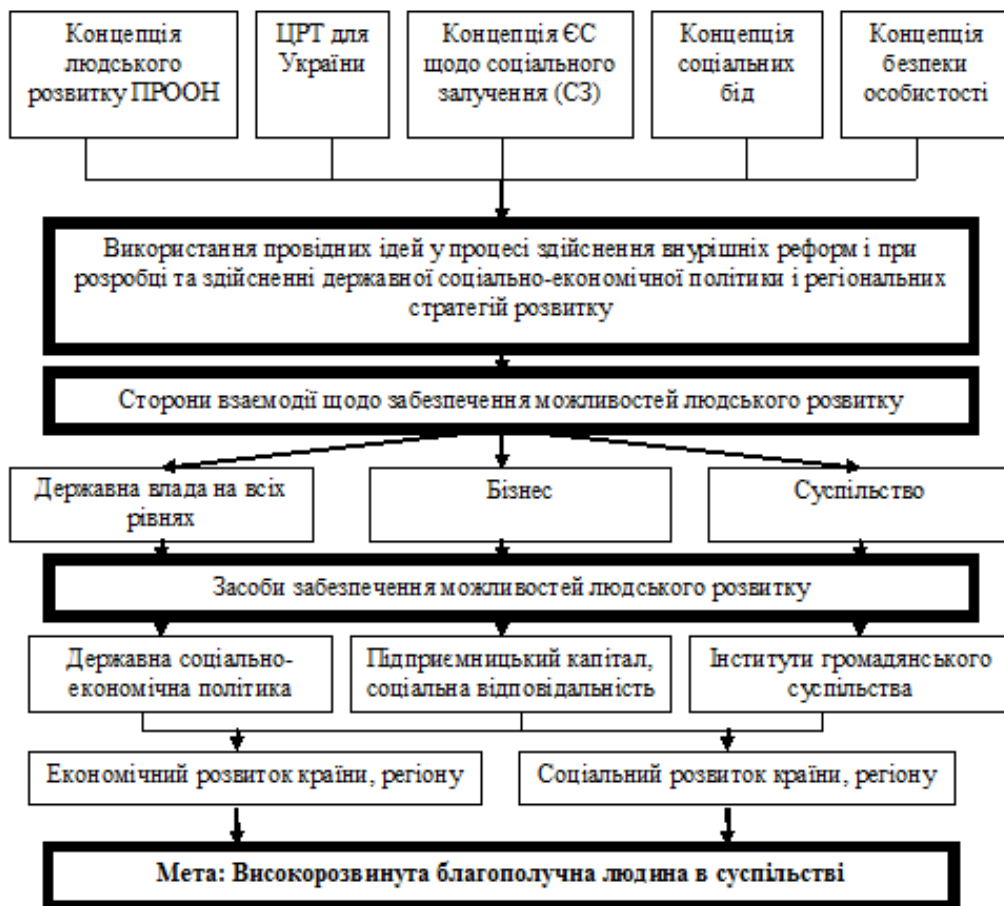 Концепція
людського
розвитку ПРООН
ЦРТ для
України
Концепція ЄС
щодо соціального
залучення (СЗ)
Концепція
соціальних
бід
Концепція
безпеки
особистості
Використання провідних ідей у процесі здійснення внурішніх реформ і при
розробці та здійсненні державної соціально-економічної політики і регіональних
стратегій розвитку
Сторони взаємодії щодо забезпечення можливостей людського розвитку
Державна влада на всіх
рівнях
Бізнес
Суспільство
Засоби забезпечення можливостей людського розвитку
Державна соціально-
економічна політика
Підприємницький капітал,
соціальна відповідальність
Інститути громадянського
суспільства
Економічний розвиток країни, регіону
Соціальний розвиток країни, регіону
Мета: Високорозвинута благополучна людина в суспільстві